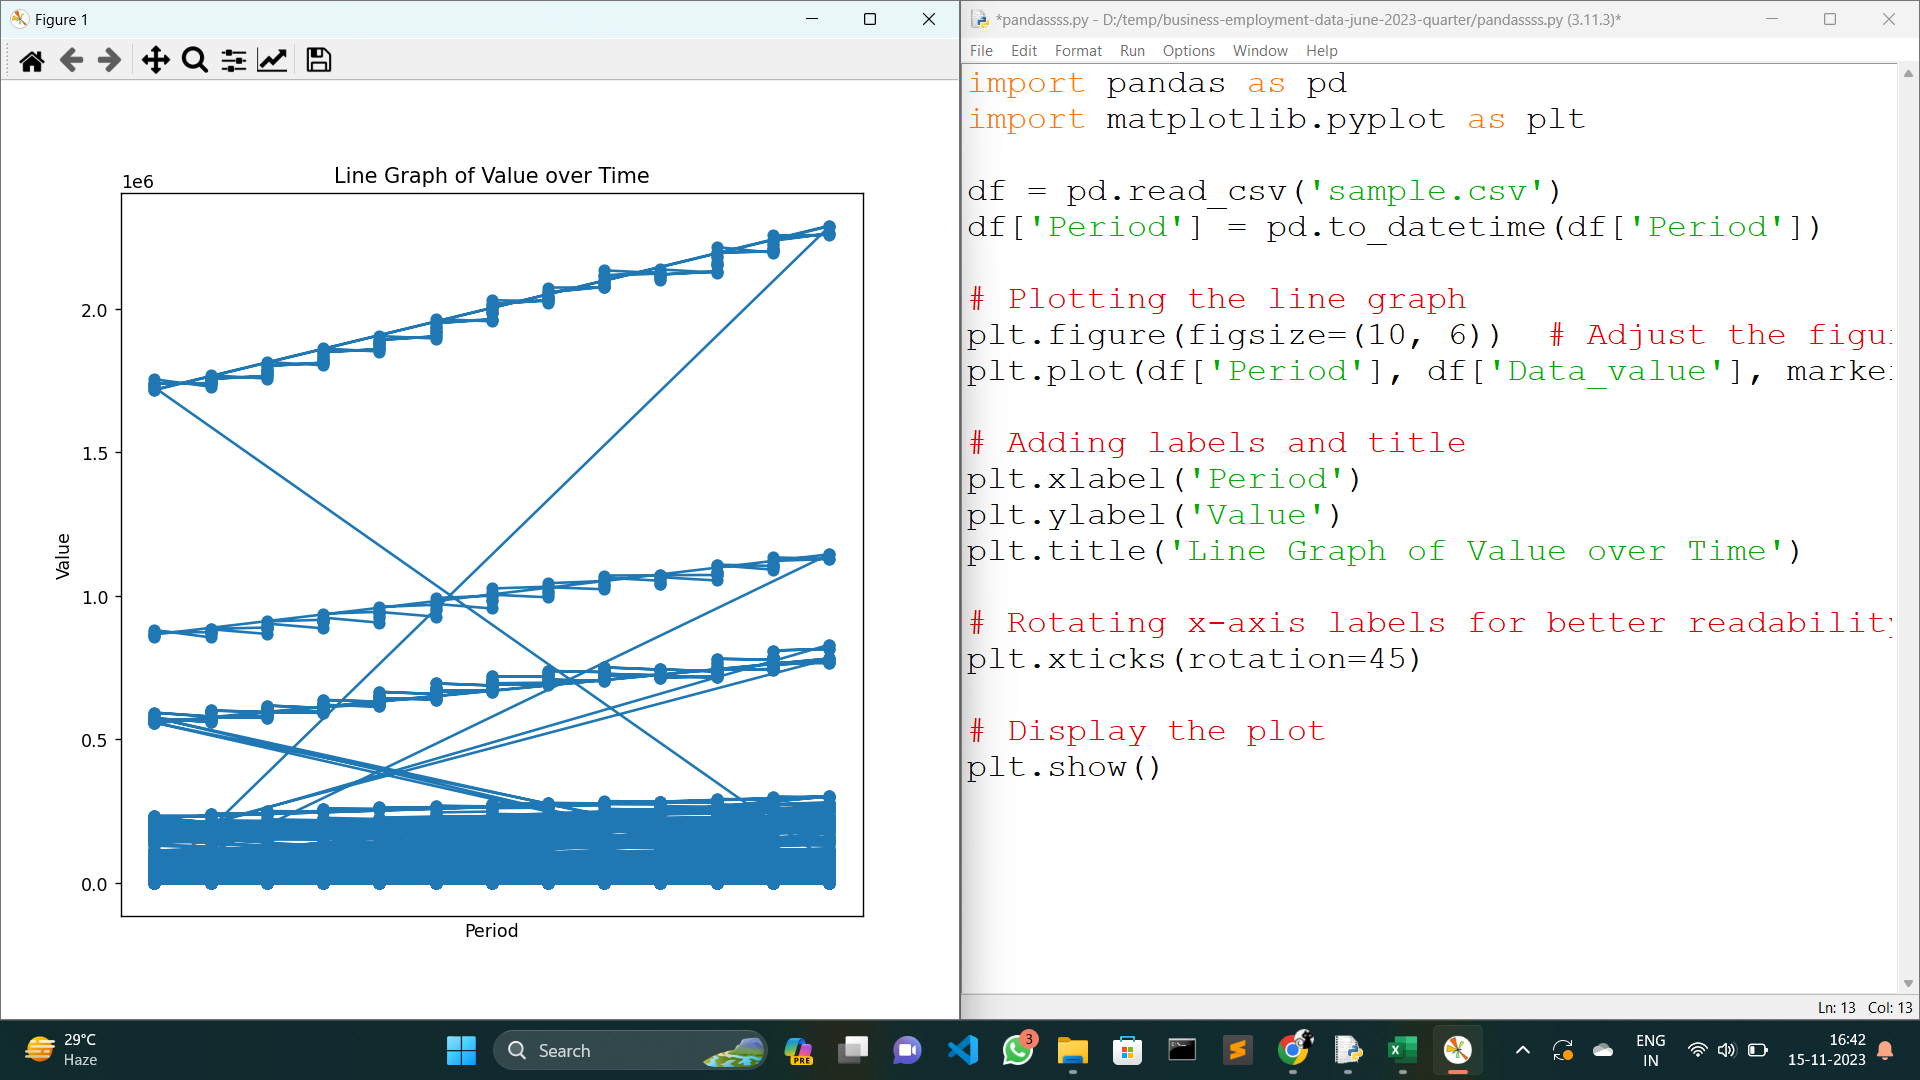 Figure 1
1e6
Line Graph of Value over Time
2.0
1.5
1.0
0.5
0.0
Value
Period
*pandassss.py - D:/temp/business-employment-data-june-2023-quarter/pandassss.py (3.11.3)*
File Edit Format Run Options Window Help
import pandas as pd
import matplotlib.pyplot as plt
df = pd.read_csv('sample.csv')
df['Period'] = pd.to_datetime(df['Period'])
# Plotting the line graph
plt.figure(figsize=(10, 6))  # Adjust the figu
plt.plot(df['Period'], df['Data_value'], marke
# Adding labels and title
plt.xlabel('Period')
plt.ylabel('Value')
plt.title('Line Graph of Value over Time')
# Rotating x-axis labels for better readability
plt.xticks(rotation=45)
# Display the plot
plt.show()
Ln: 13 Col: 13
29°C
Haze
Search
PRE
3
ENG
IN
16:42
15-11-2023